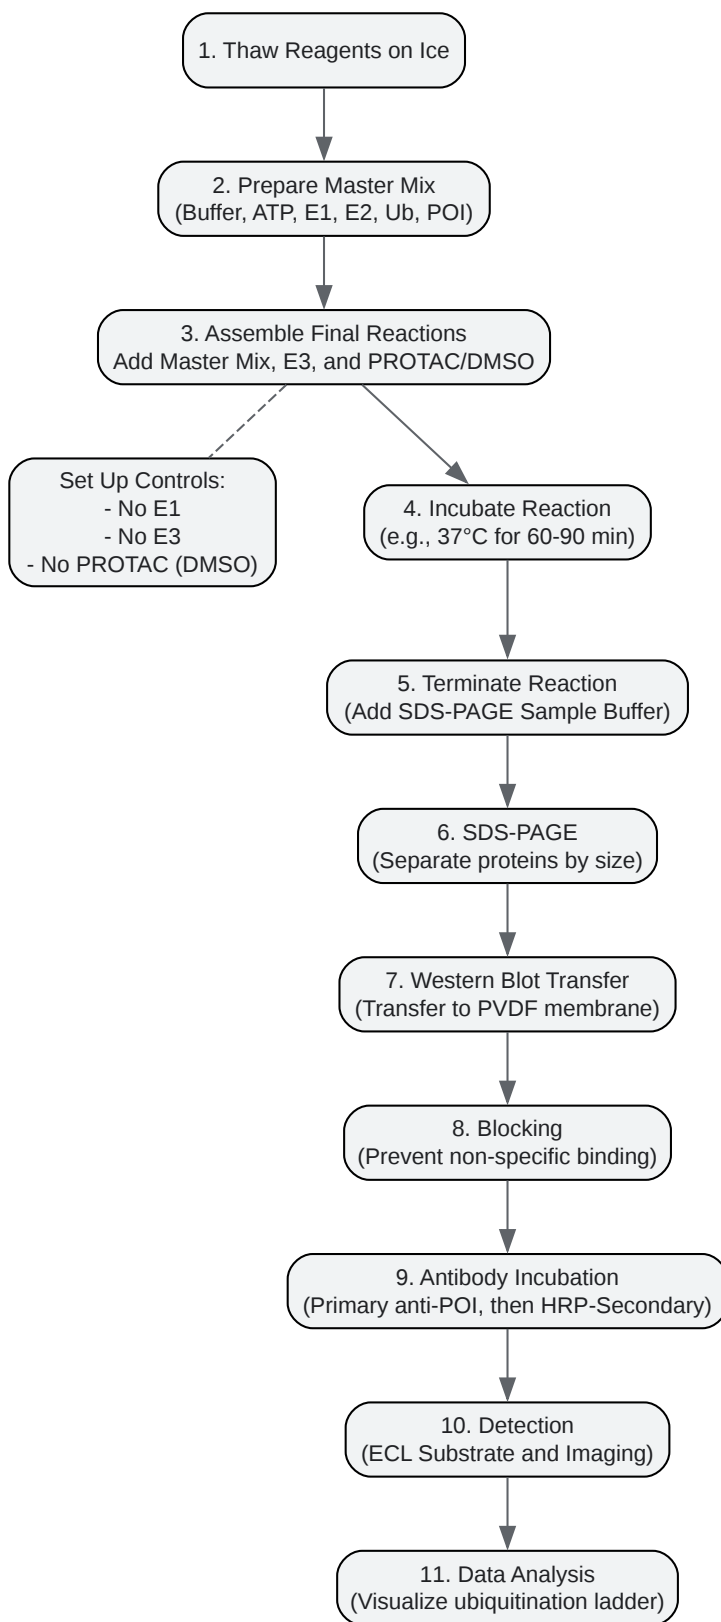 1. Thaw Reagents on Ice
2. Prepare Master Mix
(Buffer, ATP, E1, E2, Ub, POI)
3. Assemble Final Reactions
Add Master Mix, E3, and PROTAC/DMSO
Set Up Controls:
- No E1
- No E3
- No PROTAC (DMSO)
4. Incubate Reaction
(e.g., 37°C for 60-90 min)
5. Terminate Reaction
(Add SDS-PAGE Sample Buffer)
6. SDS-PAGE
(Separate proteins by size)
7. Western Blot Transfer
(Transfer to PVDF membrane)
8. Blocking
(Prevent non-specific binding)
9. Antibody Incubation
(Primary anti-POI, then HRP-Secondary)
10. Detection
(ECL Substrate and Imaging)
11. Data Analysis
(Visualize ubiquitination ladder)